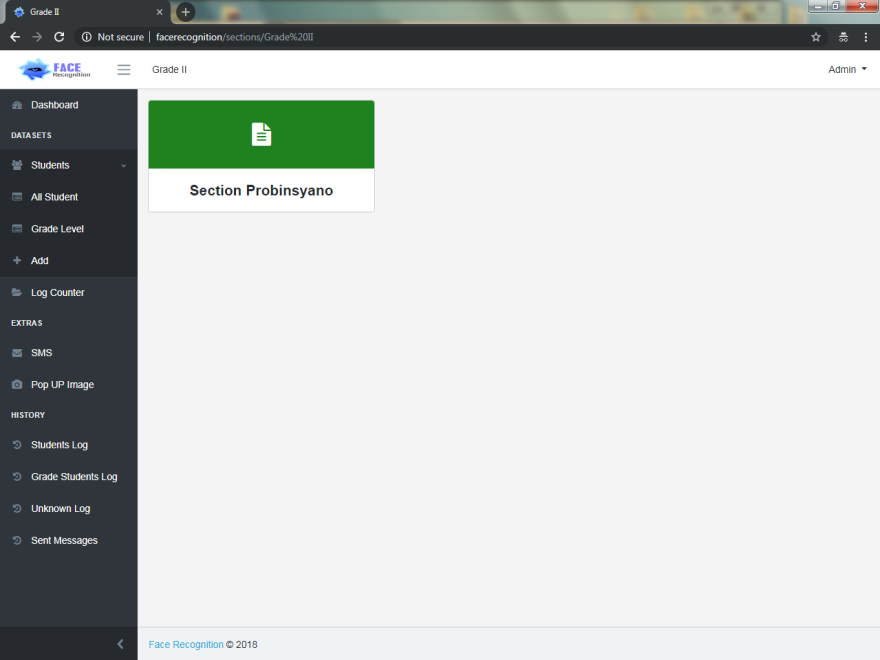 Grade II
Not secure | facerecognition/sections/Grade%20II
FACE
Recognition
Grade II
Admin
Dashboard
DATASETS
Students
All Student
Grade Level
Add
Log Counter
EXTRAS
SMS
Pop UP Image
HISTORY
Students Log
Grade Students Log
Unknown Log
Sent Messages
Section Probinsyano
Face Recognition © 2018